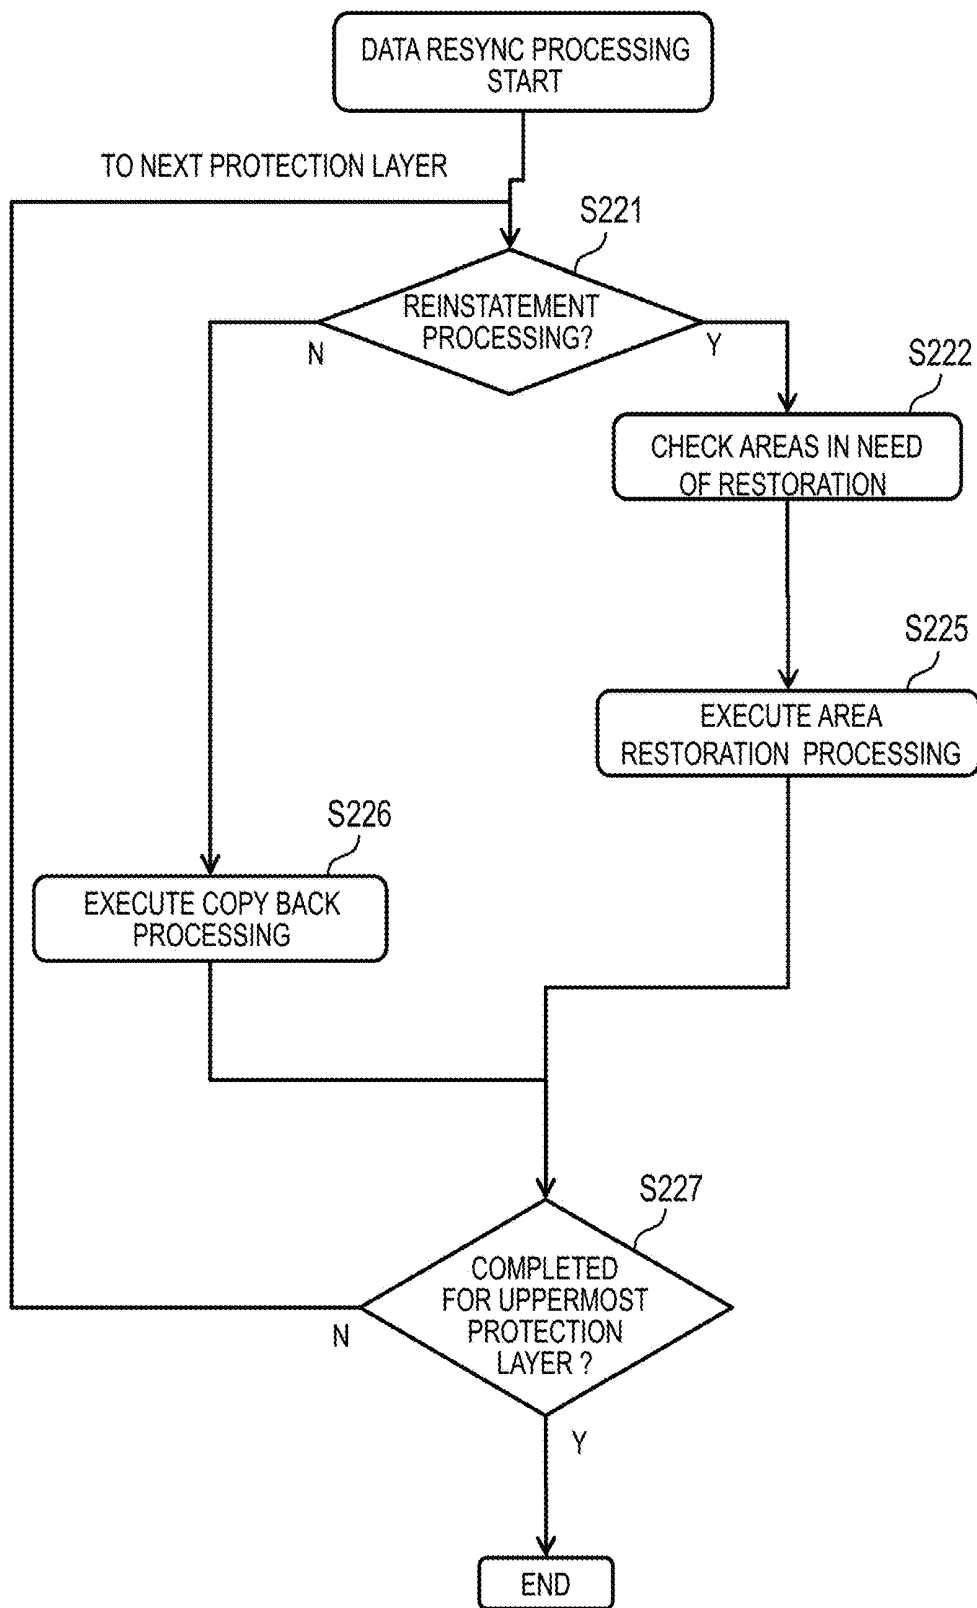 DATA RESYNC PROCESSING
START
TO NEXT PROTECTION LAYER
S221
REINSTATEMENT
PROCESSING?
N
Y
S222
CHECK AREAS IN NEED
OF RESTORATION
S225
EXECUTE AREA
RESTORATION PROCESSING
S226
EXECUTE COPY BACK
PROCESSING
S227
COMPLETED
FOR UPPERMOST
PROTECTION
LAYER ?
N
Y
END